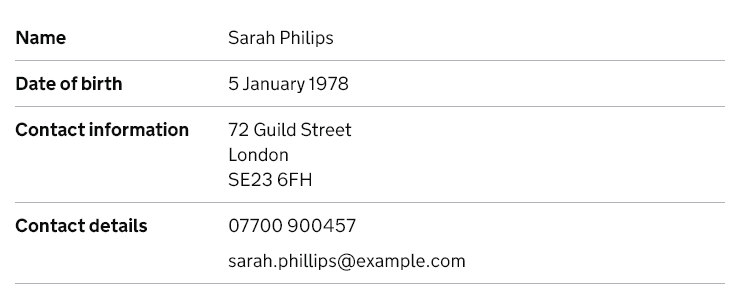 Name Sarah Philips
Date of birth 5 January 1978
Contact information 72 Guild Street
London
SE23 6FH
Contact details 07700 900457
sarah.phillips@example.com